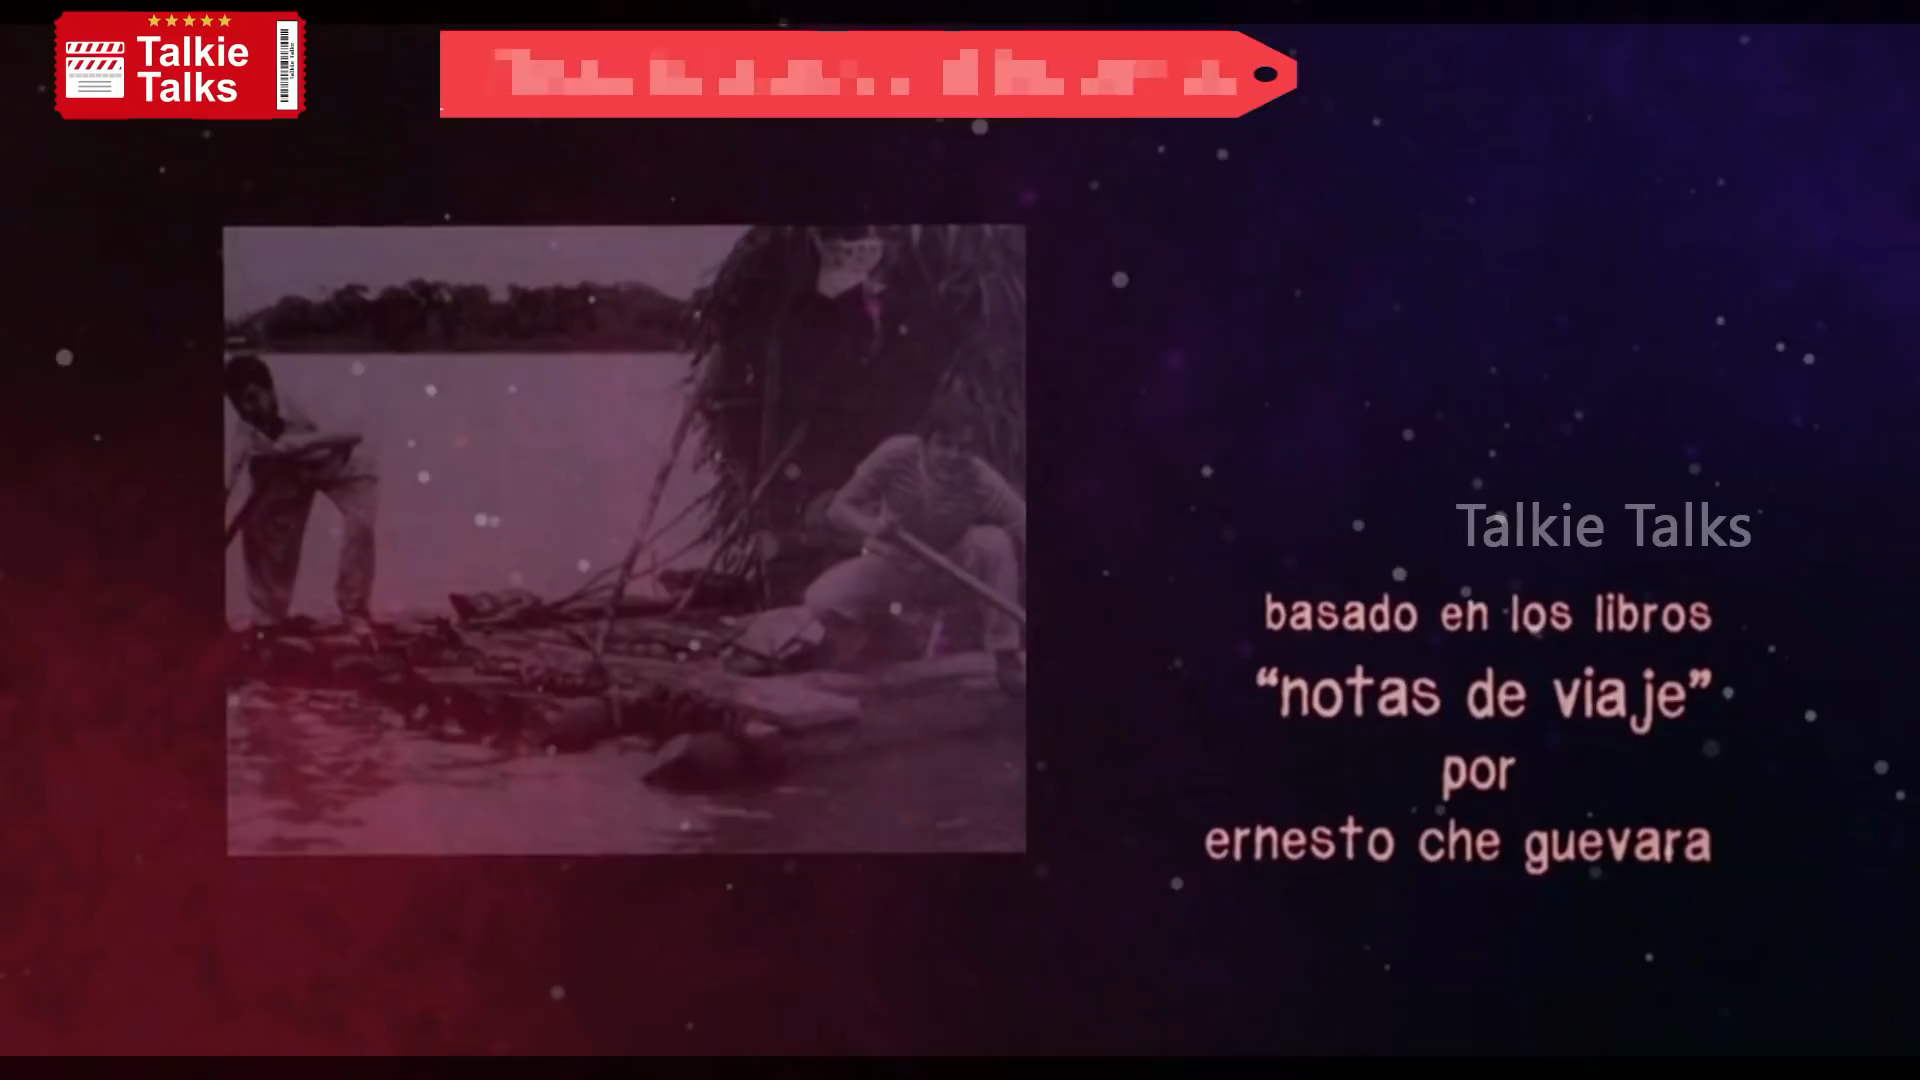 Talkie
Talks
Talkie Talks
basado en los libros
“notas de viaje”
por
ernesto che guevara